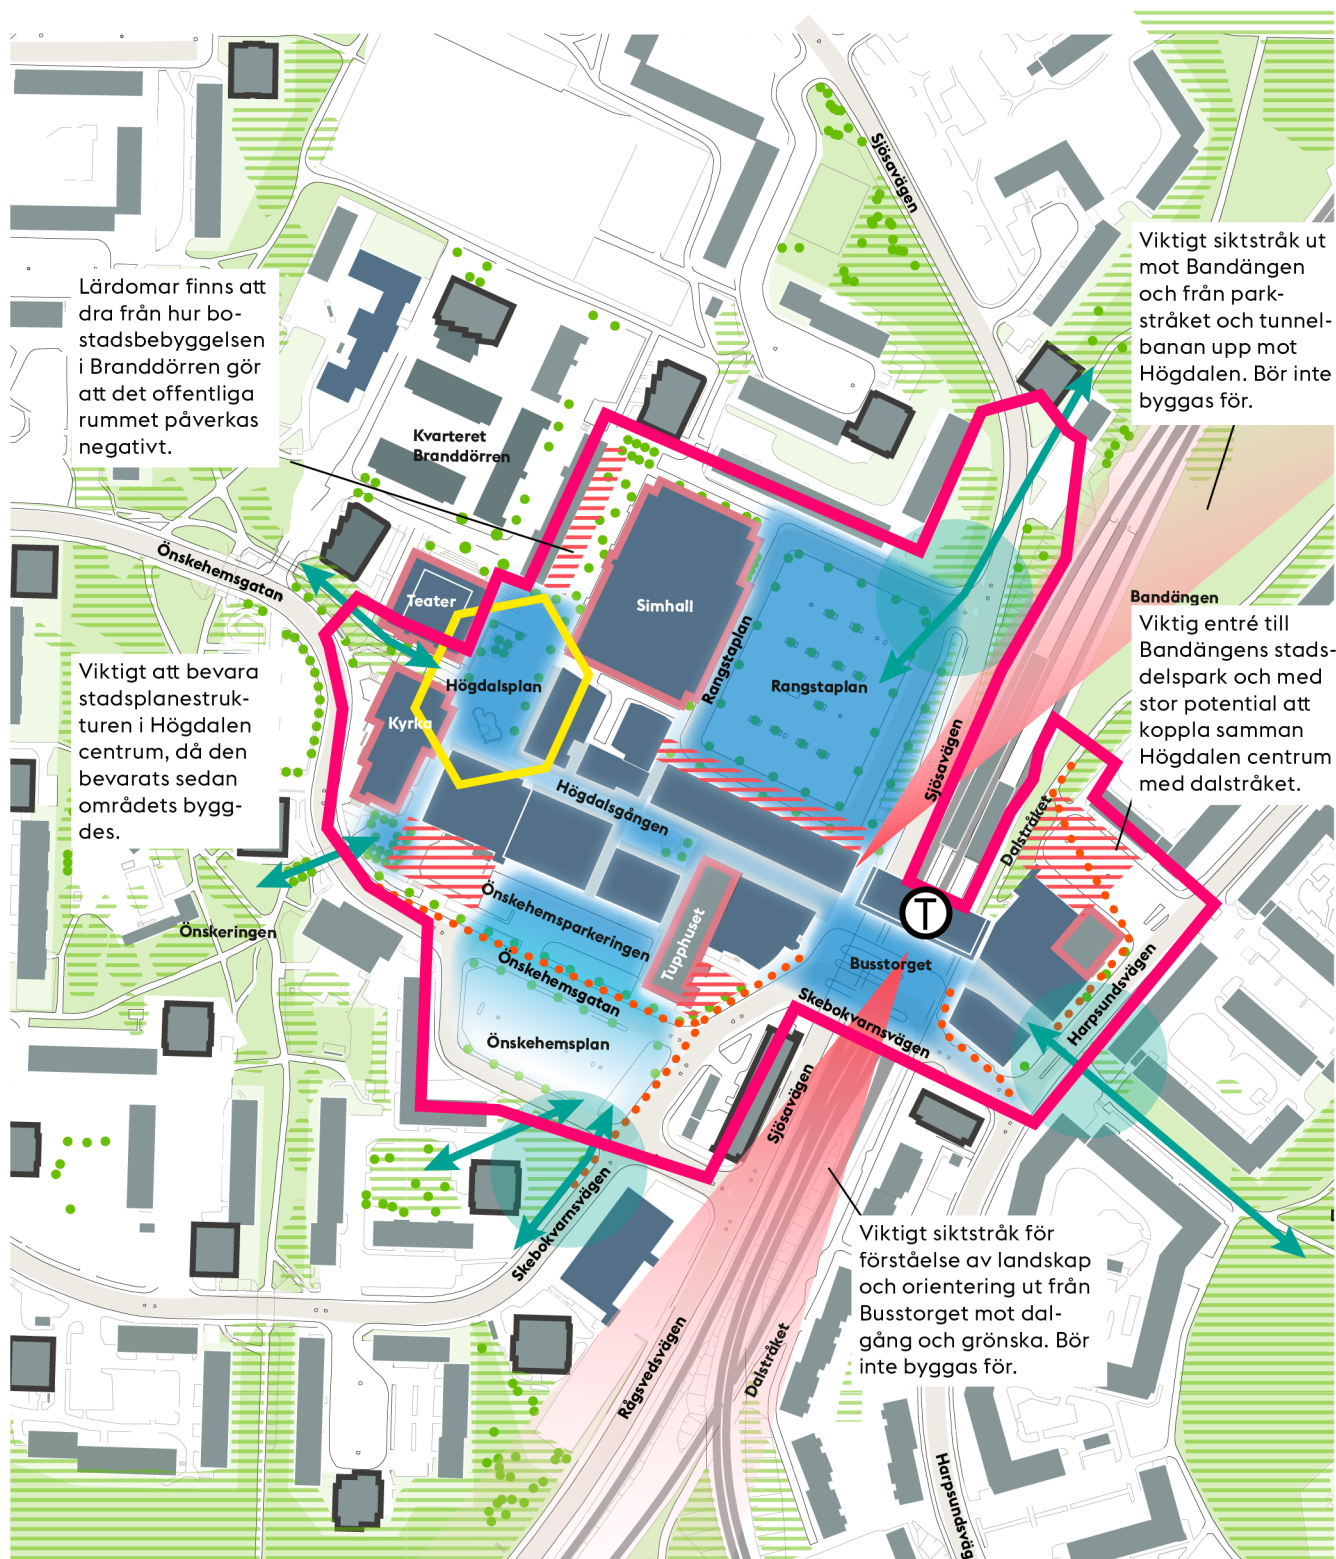 Sjösavägen
Viktigt siktstråk ut
mot Bandängen
och från park-
stråket och tunnel-
banan upp mot
Högdalen. Bör inte
byggas för.
Lärdomar finns att
dra från hur bo-
stadsbebyggelsen
i Branddörren gör
att det offentliga
rummet påverkas
negativt.
Kvarteret
Branddörren
Önskehemsgatan
Teater
Simhall
Bandängen
Viktig entré till
Bandängens stads-
delspark och med
stor potential att
koppla samman
Högdalen centrum
med dalstråket.
Viktigt att bevara
stadsplanestruk-
turen i Högdalen
centrum, då den
bevarats sedan
områdets bygg-
des.
Högdalsplan
Rangstaplan
Rangstaplan
Kyrka
Sjösavägen
Högdalsgången
Dalstråket
Önskeringen
Önskehemsparkeringen
Tupphuset
T
Busstorget
Önskehemsgatan
Skebokvarnsvägen
Harpsundsvägen
Önskehemsplan
Sjösavägen
Skebokvarnsvägen
Viktigt siktstråk för
förståelse av landskap
och orientering ut från
Busstorget mot dal-
gång och grönska. Bör
inte byggas för.
Rågsvedsvägen
Dalstråket
Harpsundsväg